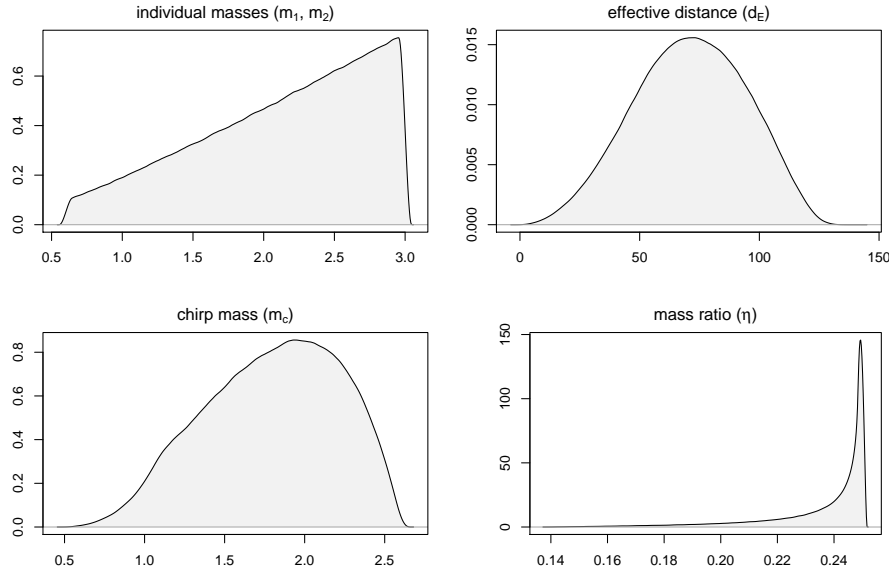 individual masses (m₁, m₂)
0.0 0.2 0.4 0.6
0.5 1.0 1.5 2.0 2.5 3.0
effective distance (d_E)
0.000 0.005 0.010 0.015
0 50 100 150
chirp mass (m_c)
0.0 0.2 0.4 0.6 0.8
0.5 1.0 1.5 2.0 2.5
mass ratio (η)
0 50 100 150
0.14 0.16 0.18 0.20 0.22 0.24